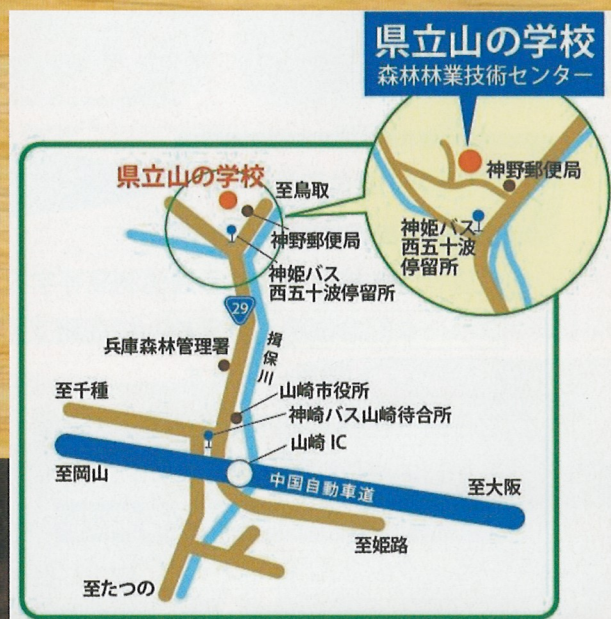 県立山の学校
森林林業技術センター
神野郵便局
神姫バス
西五十波
停留所
県立山の学校
至鳥取
神野郵便局
神姫バス
西五十波停留所
29
揖保川
兵庫森林管理署
至千種
山崎市役所
神崎バス山崎待合所
山崎IC
至岡山
中国自動車道
至大阪
至姫路
至たつの